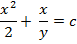 x²/2 + x/y = c